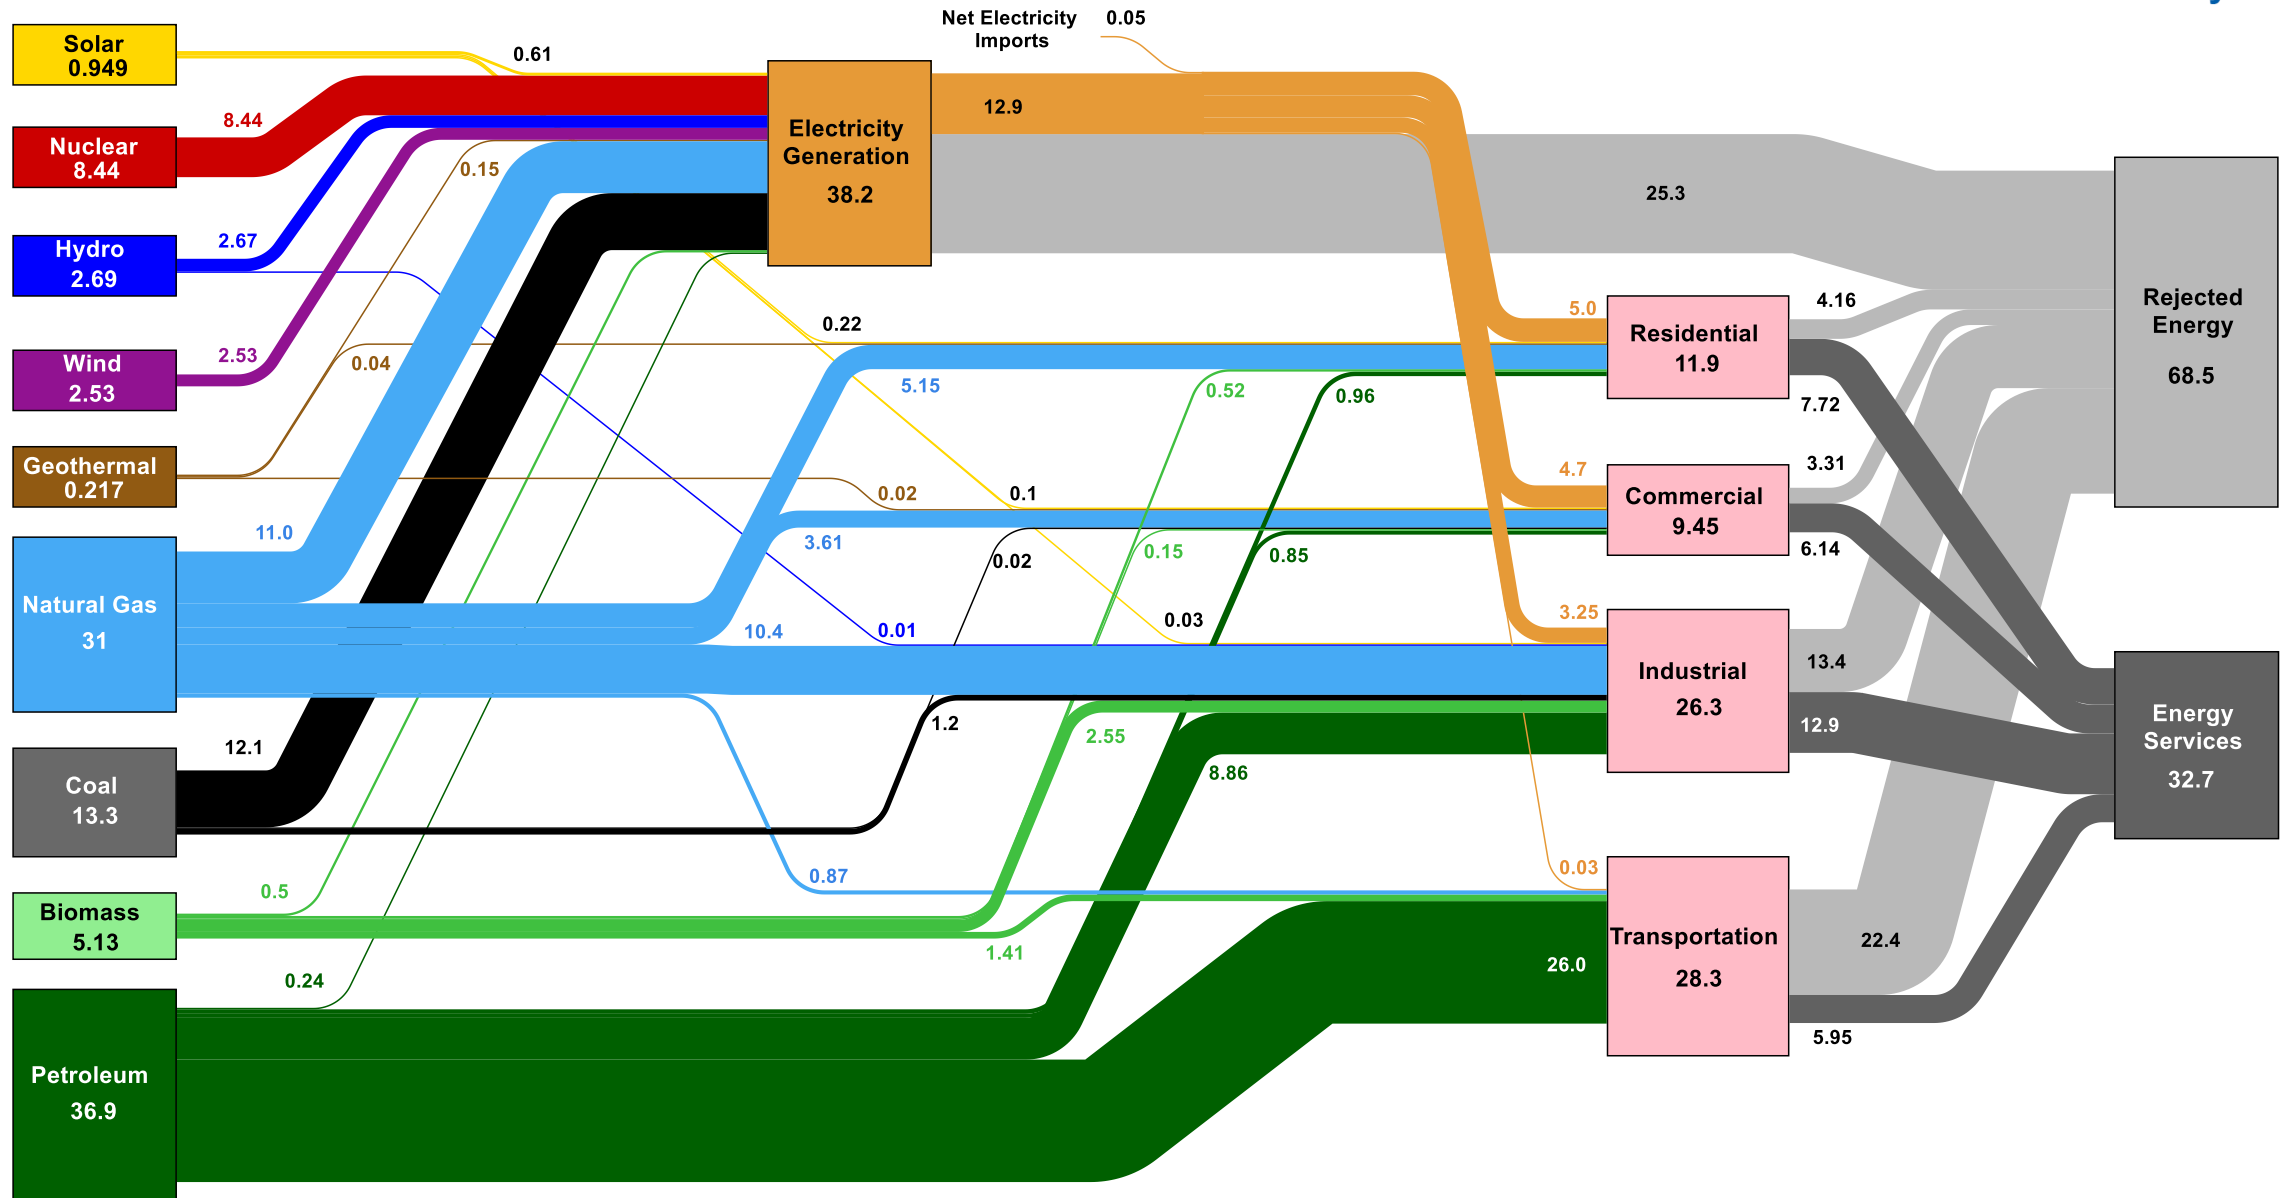 Net Electricity
Imports
0.05
Solar
0.949
0.61
Nuclear
8.44
8.44
Hydro
2.69
2.67
Wind
2.53
2.53
Geothermal
0.217
0.15
0.04
0.02
Natural Gas
31
11.0
5.15
3.61
10.4
0.87
Coal
13.3
12.1
0.02
1.2
Biomass
5.13
0.5
0.52
0.15
2.55
1.41
Petroleum
36.9
0.24
0.96
0.85
8.86
26.0
0.22
0.1
0.03
0.01
Electricity
Generation
38.2
12.9
25.3
5.0
4.7
3.25
0.03
Residential
11.9
4.16
7.72
Commercial
9.45
3.31
6.14
Industrial
26.3
13.4
12.9
Transportation
28.3
22.4
5.95
Rejected
Energy
68.5
Energy
Services
32.7